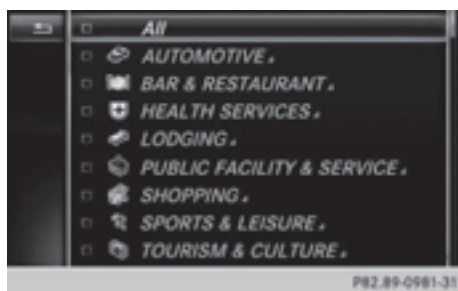 All
AUTOMOTIVE
BAR & RESTAURANT
HEALTH SERVICES
LODGING
PUBLIC FACILITY & SERVICE
SHOPPING
SPORTS & LEISURE
TOURISM & CULTURE
P82.89-0981-31